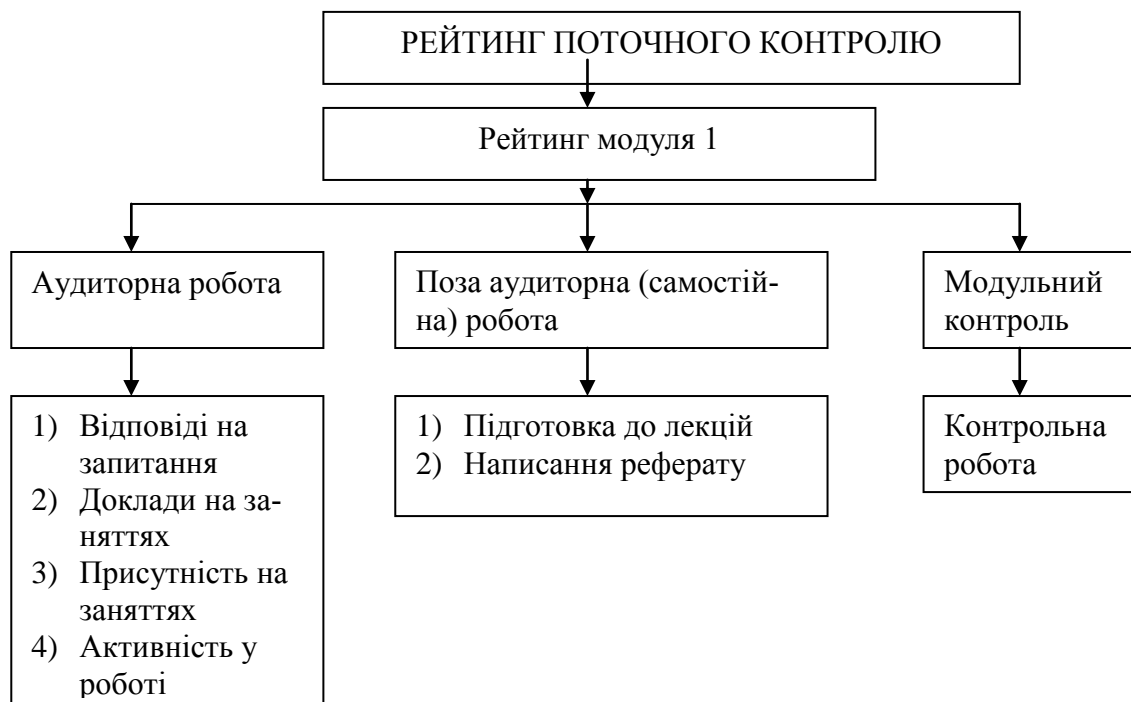 РЕЙТИНГ ПОТОЧНОГО КОНТРОЛЮ
Рейтинг модуля 1
Аудиторна робота
Поза аудиторна (самостій-
на) робота
Модульний
контроль
1) Відповіді на
запитання
2) Доклади на за-
няттях
3) Присутність на
заняттях
4) Активність у
роботі
1) Підготовка до лекцій
2) Написання реферату
Контрольна
робота